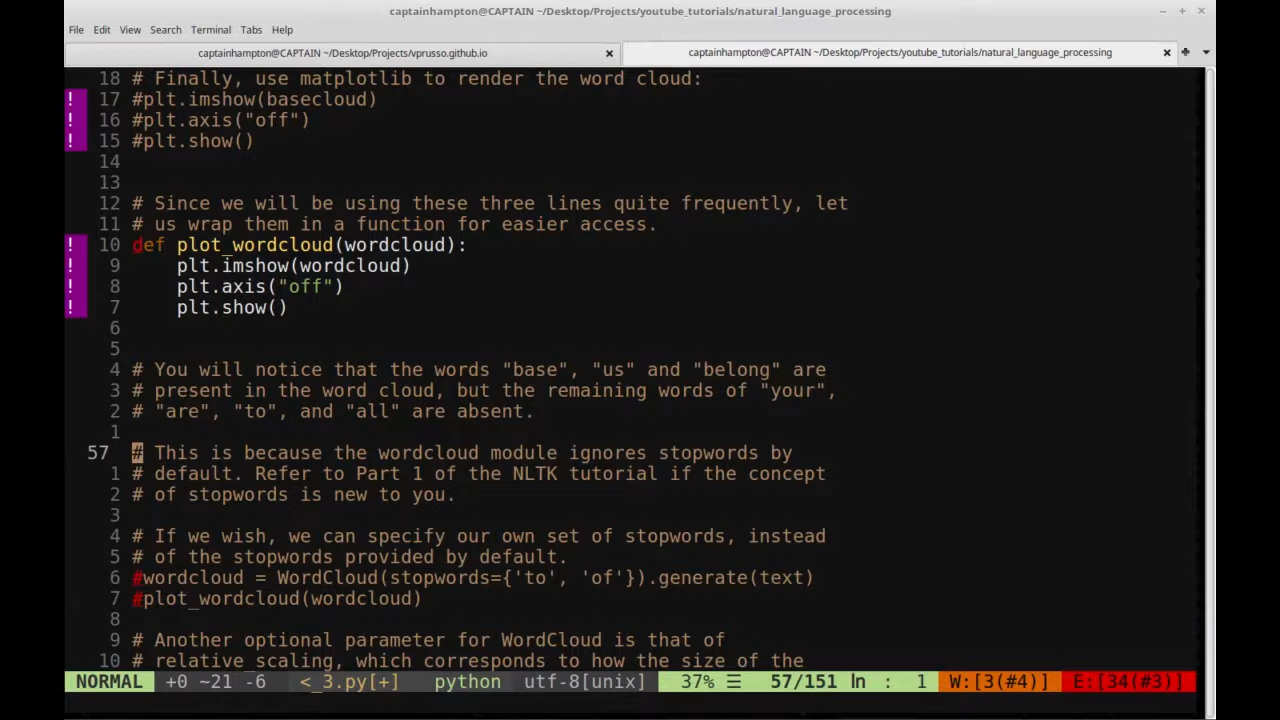 captainhampton@CAPTAIN ~/Desktop/Projects/youtube_tutorials/natural_language_processing
File Edit View Search Terminal Tabs Help
captainhampton@CAPTAIN ~/Desktop/Projects/vprusso.github.io captainhampton@CAPTAIN ~/Desktop/Projects/youtube_tutorials/natural_language_processing
18 # Finally, use matplotlib to render the word cloud:
! 17 #plt.imshow(basecloud)
! 16 #plt.axis("off")
! 15 #plt.show()
14
13
12 # Since we will be using these three lines quite frequently, let
11 # us wrap them in a function for easier access.
! 10 def plot_wordcloud(wordcloud):
! 9 plt.imshow(wordcloud)
! 8 plt.axis("off")
! 7 plt.show()
6
5
4 # You will notice that the words "base", "us" and "belong" are
3 # present in the word cloud, but the remaining words of "your",
2 # "are", "to", and "all" are absent.
1
57 # This is because the wordcloud module ignores stopwords by
1 # default. Refer to Part 1 of the NLTK tutorial if the concept
2 # of stopwords is new to you.
3
4 # If we wish, we can specify our own set of stopwords, instead
5 # of the stopwords provided by default.
6 #wordcloud = WordCloud(stopwords={'to', 'of'}).generate(text)
7 #plot_wordcloud(wordcloud)
8
9 # Another optional parameter for WordCloud is that of
10 # relative_scaling, which corresponds to how the size of the
NORMAL +0 ~21 -6 <_3.py[+] python utf-8[unix] 37% ☰ 57/151 ln : 1 W:[3(#4)] E:[34(#3)]